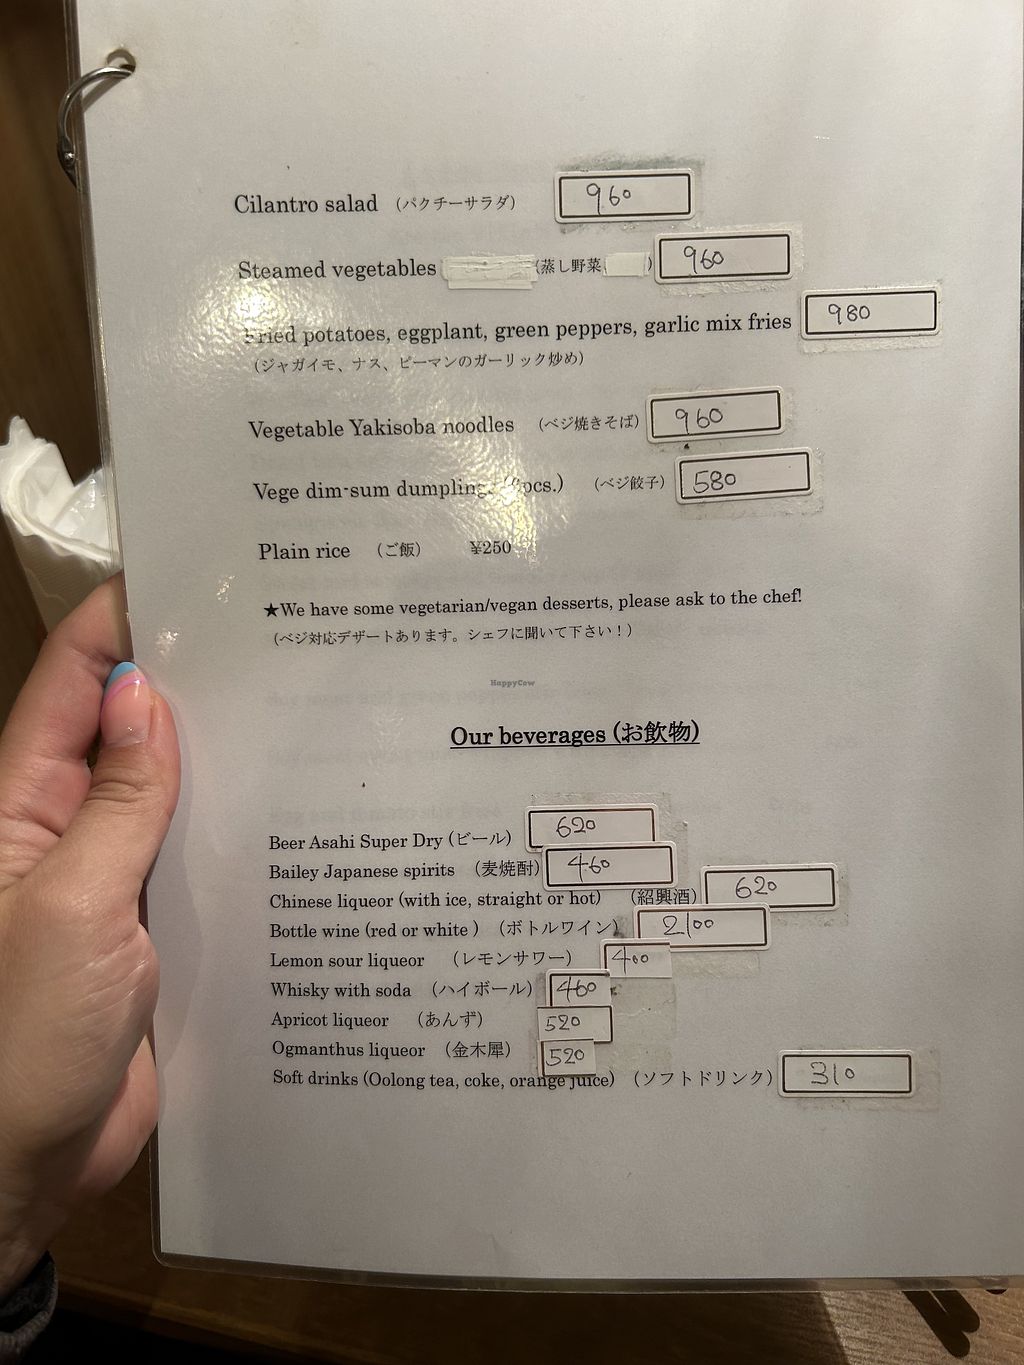 Cilantro salad (パクチーサラダ) 960
Steamed vegetables (蒸し野菜 ) 960
Fried potatoes, eggplant, green peppers, garlic mix fries 980
(ジャガイモ、ナス、ピーマンのガーリック炒め)
Vegetable Yakisoba noodles (ベジ焼きそば) 960
Vege dim-sum dumplings pcs.) (ベジ餃子) 580
Plain rice (ご飯) ¥250
★We have some vegetarian/vegan desserts, please ask to the chef!
(ベジ対応デザートあります。シェフに聞いて下さい！)
HappyCow
Our beverages (お飲物)
Beer Asahi Super Dry (ビール) 620
Bailey Japanese spirits (麦焼酎) 460
Chinese liqueur (with ice, straight or hot) (紹興酒) 620
Bottle wine (red or white ) (ボトルワイン) 2100
Lemon sour liqueur (レモンサワー) 400
Whisky with soda (ハイボール) 460
Apricot liqueur (あんず) 520
Ogmanthus liqueur (金木犀) 520
Soft drinks (Oolong tea, coke, orange juice) (ソフトドリンク) 310